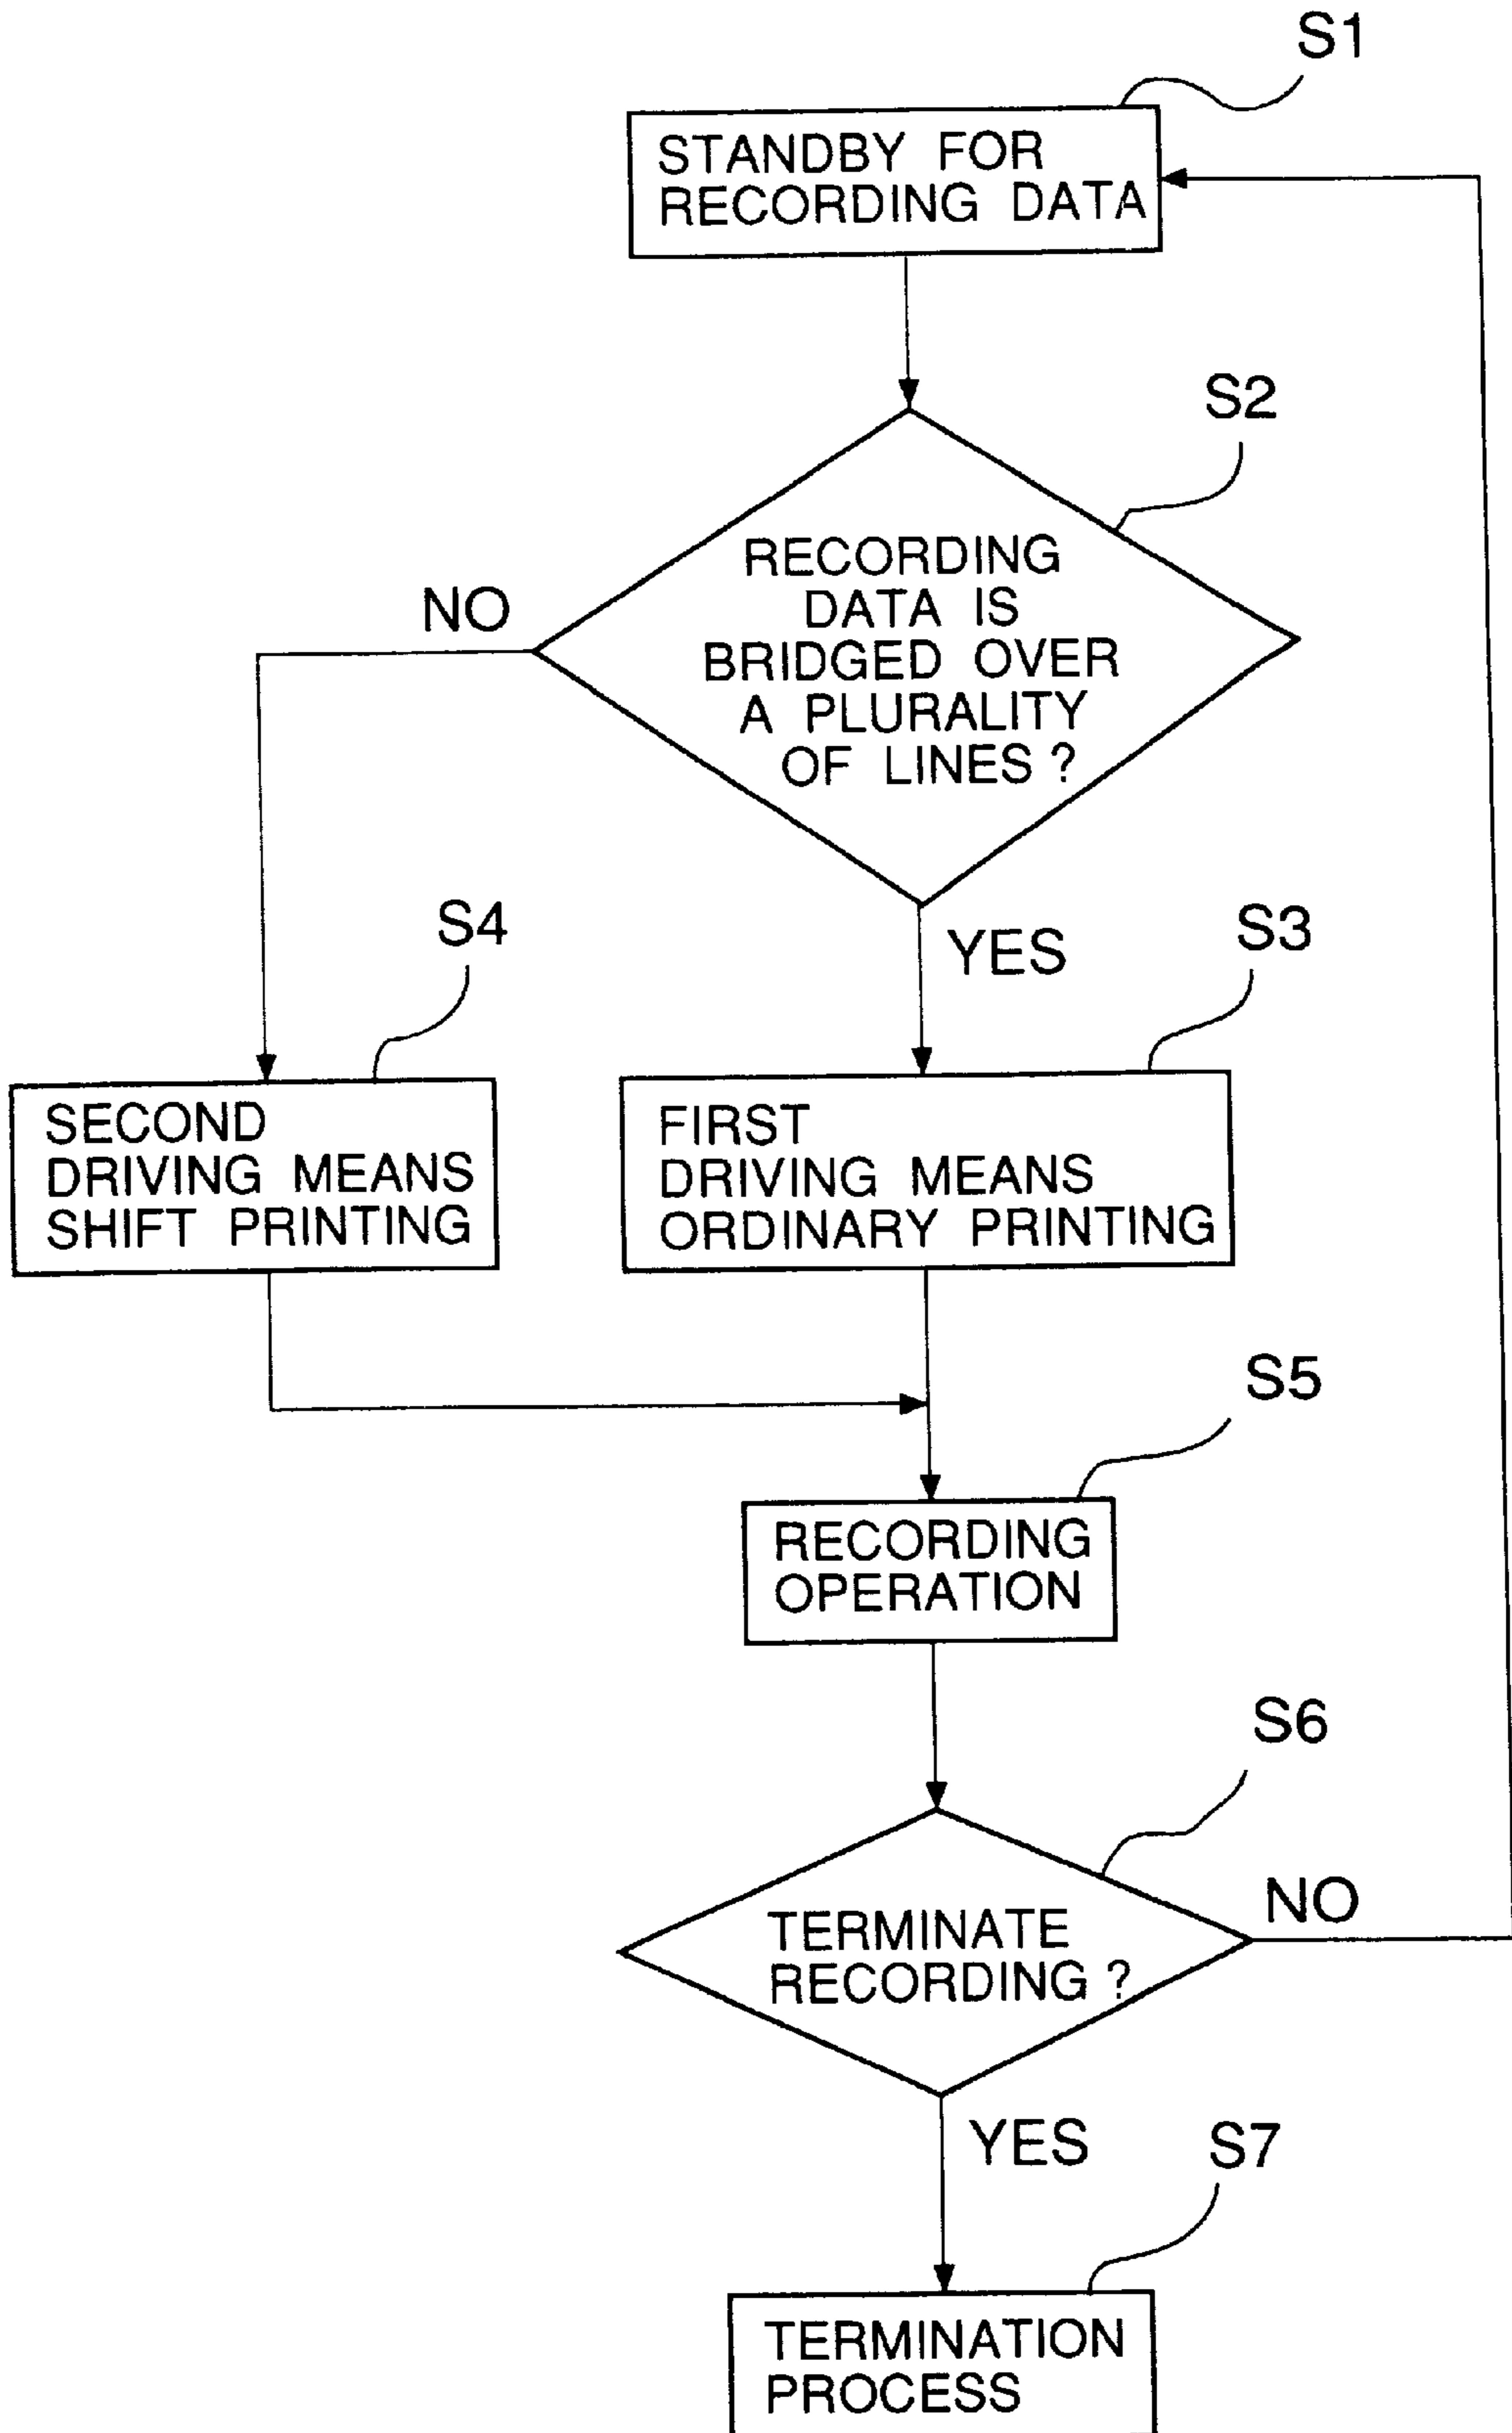 S1
STANDBY FOR
RECORDING DATA
S2
RECORDING
DATA IS
BRIDGED OVER
A PLURALITY
OF LINES ?
NO
YES
S4
S3
SECOND
DRIVING MEANS
SHIFT PRINTING
FIRST
DRIVING MEANS
ORDINARY PRINTING
S5
RECORDING
OPERATION
S6
TERMINATE
RECORDING ?
NO
YES
S7
TERMINATION
PROCESS